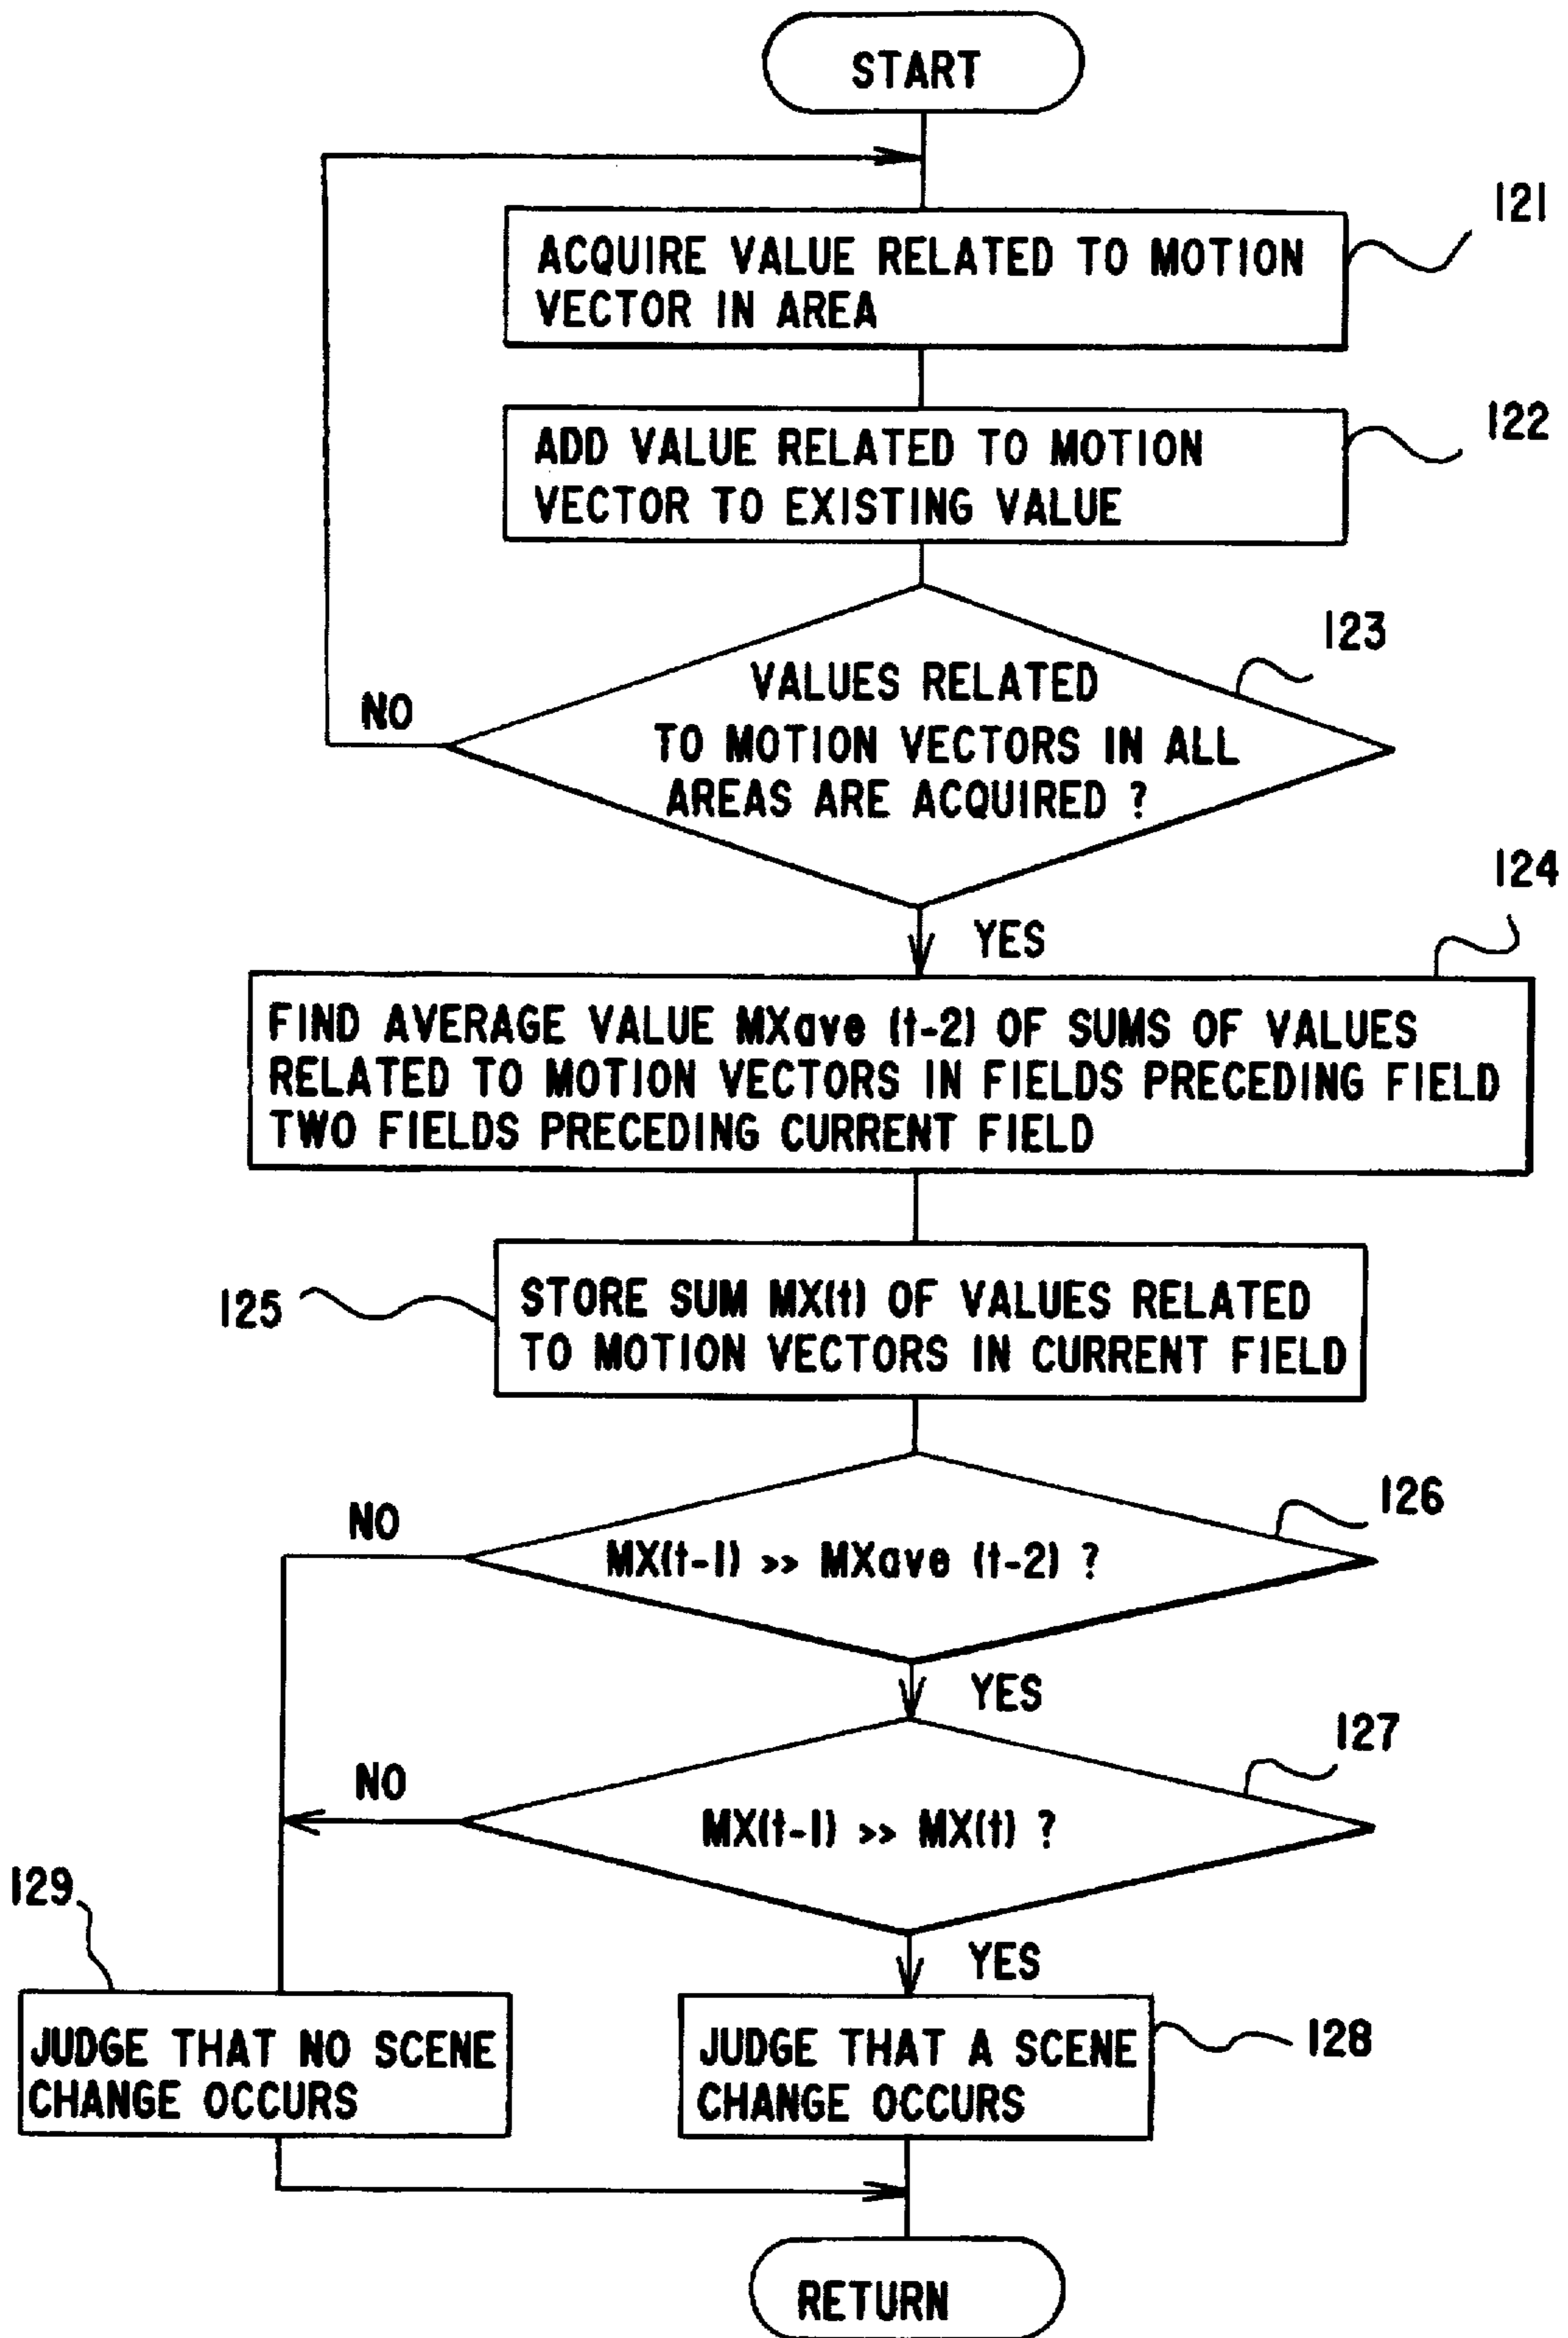 START
121
ACQUIRE VALUE RELATED TO MOTION
VECTOR IN AREA
122
ADD VALUE RELATED TO MOTION
VECTOR TO EXISTING VALUE
123
VALUES RELATED
TO MOTION VECTORS IN ALL
AREAS ARE ACQUIRED ?
NO
YES
124
FIND AVERAGE VALUE MXave (t-2) OF SUMS OF VALUES
RELATED TO MOTION VECTORS IN FIELDS PRECEDING FIELD
TWO FIELDS PRECEDING CURRENT FIELD
125
STORE SUM MX(t) OF VALUES RELATED
TO MOTION VECTORS IN CURRENT FIELD
126
NO
MX(t-1) >> MXave (t-2) ?
YES
127
NO
MX(t-1) >> MX(t) ?
129
YES
JUDGE THAT NO SCENE
CHANGE OCCURS
JUDGE THAT A SCENE
CHANGE OCCURS
128
RETURN